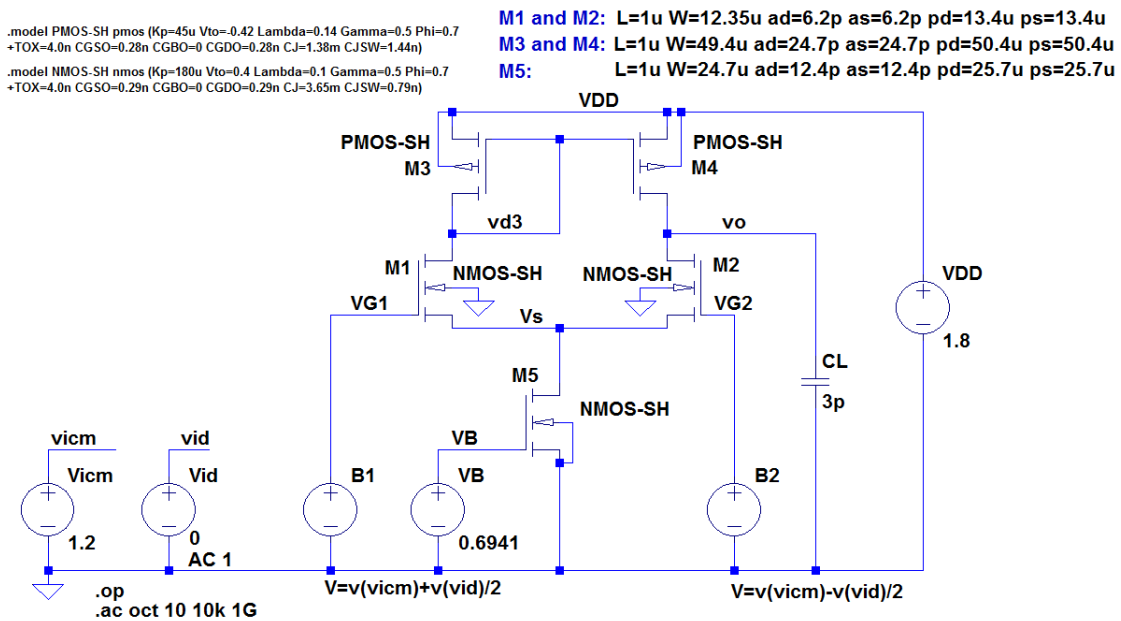 .model PMOS-SH pmos (Kp=45u Vto=-0.42 Lambda=0.14 Gamma=0.5 Phi=0.7
+TOX=4.0n CGSO=0.28n CGBO=0 CGDO=0.28n CJ=1.38m CJSW=1.44n)
.model NMOS-SH nmos (Kp=180u Vto=0.4 Lambda=0.1 Gamma=0.5 Phi=0.7
+TOX=4.0n CGSO=0.29n CGBO=0 CGDO=0.29n CJ=3.65m CJSW=0.79n)
M1 and M2: L=1u W=12.35u ad=6.2p as=6.2p pd=13.4u ps=13.4u
M3 and M4: L=1u W=49.4u ad=24.7p as=24.7p pd=50.4u ps=50.4u
M5: L=1u W=24.7u ad=12.4p as=12.4p pd=25.7u ps=25.7u
VDD
PMOS-SH
M3
PMOS-SH
M4
vd3
vo
M1
NMOS-SH
NMOS-SH
M2
VG1
VG2
Vs
VDD
1.8
CL
3p
M5
NMOS-SH
VB
vicm
vid
Vicm
1.2
Vid
0
AC 1
B1
VB
0.6941
B2
V=v(vicm)+v(vid)/2
V=v(vicm)-v(vid)/2
.op
.ac oct 10 10k 1G